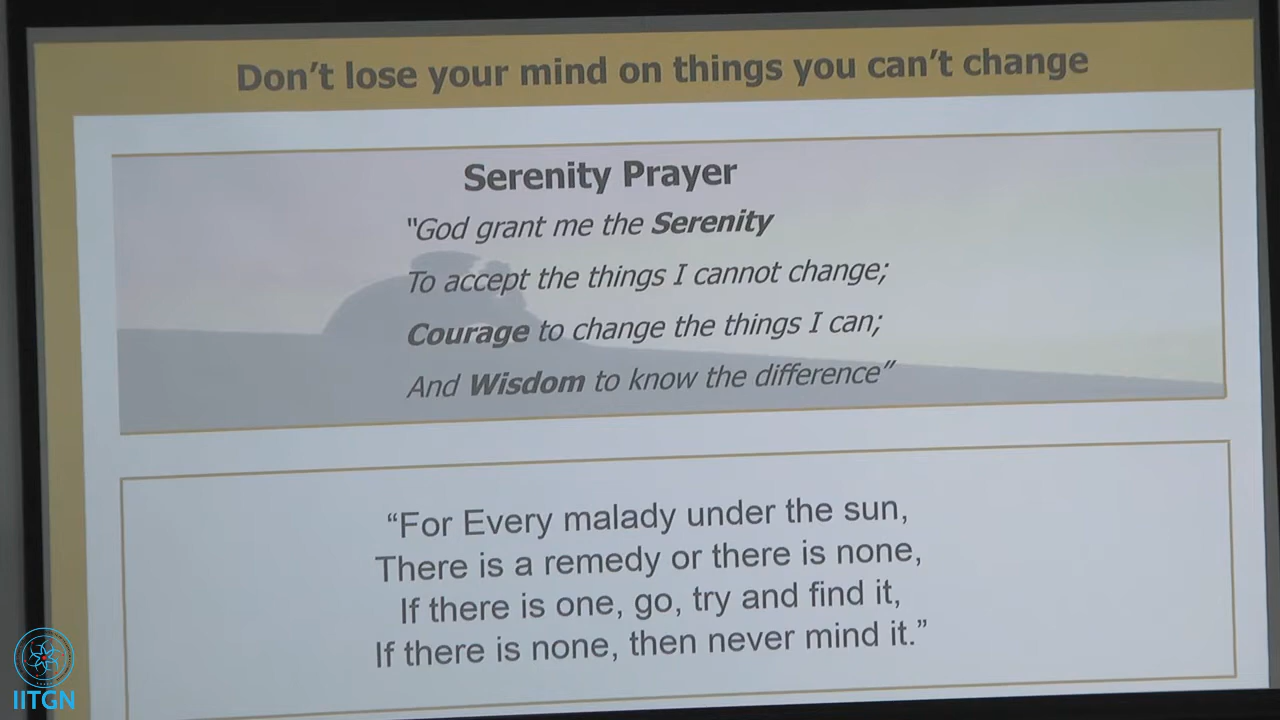 Don't lose your mind on things you can't change
Serenity Prayer
"God grant me the Serenity
To accept the things I cannot change;
Courage to change the things I can;
And Wisdom to know the difference”
“For Every malady under the sun,
There is a remedy or there is none,
If there is one, go, try and find it,
If there is none, then never mind it.”
IITGN